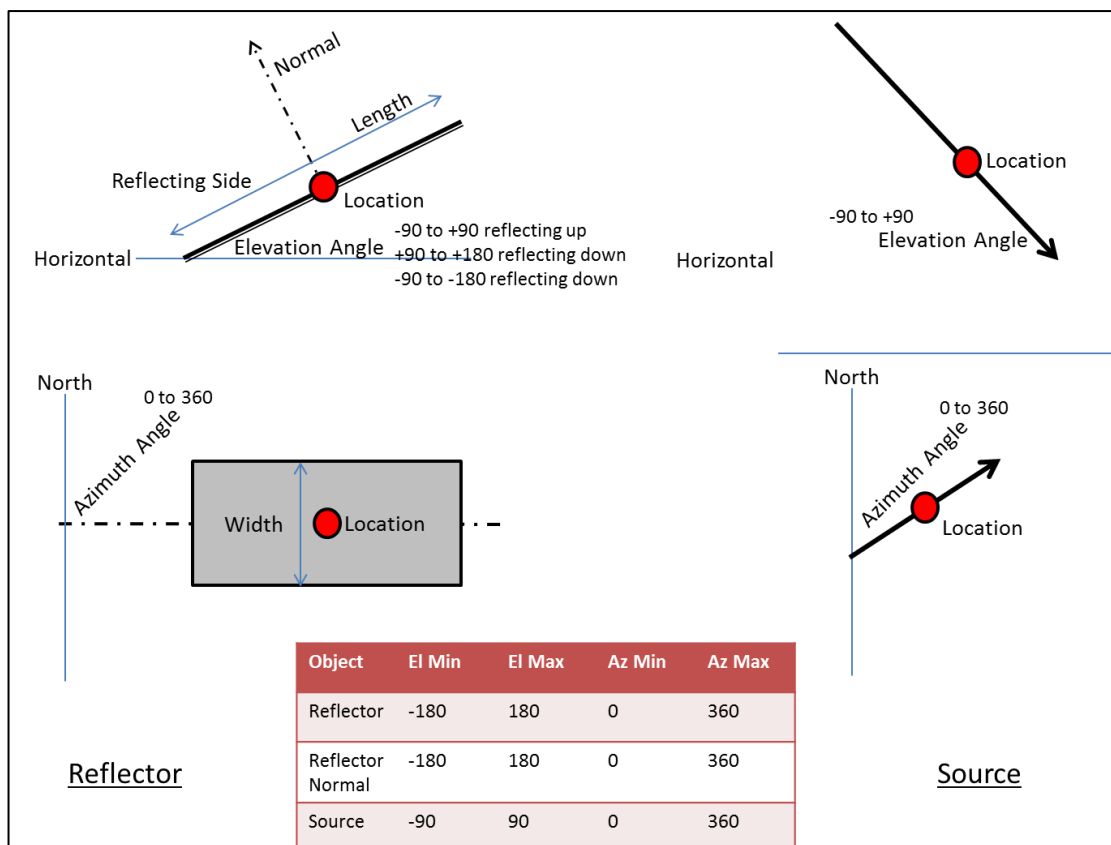 Normal
Length
Reflecting Side
Location
Elevation Angle
-90 to +90 reflecting up
+90 to +180 reflecting down
-90 to -180 reflecting down
Horizontal
Location
-90 to +90
Elevation Angle
Horizontal
North
0 to 360
Azimuth Angle
Width
Location
North
0 to 360
Azimuth Angle
Location
Object El Min El Max Az Min Az Max
Reflector -180 180 0 360
Reflector Normal -180 180 0 360
Source -90 90 0 360
Reflector
Source